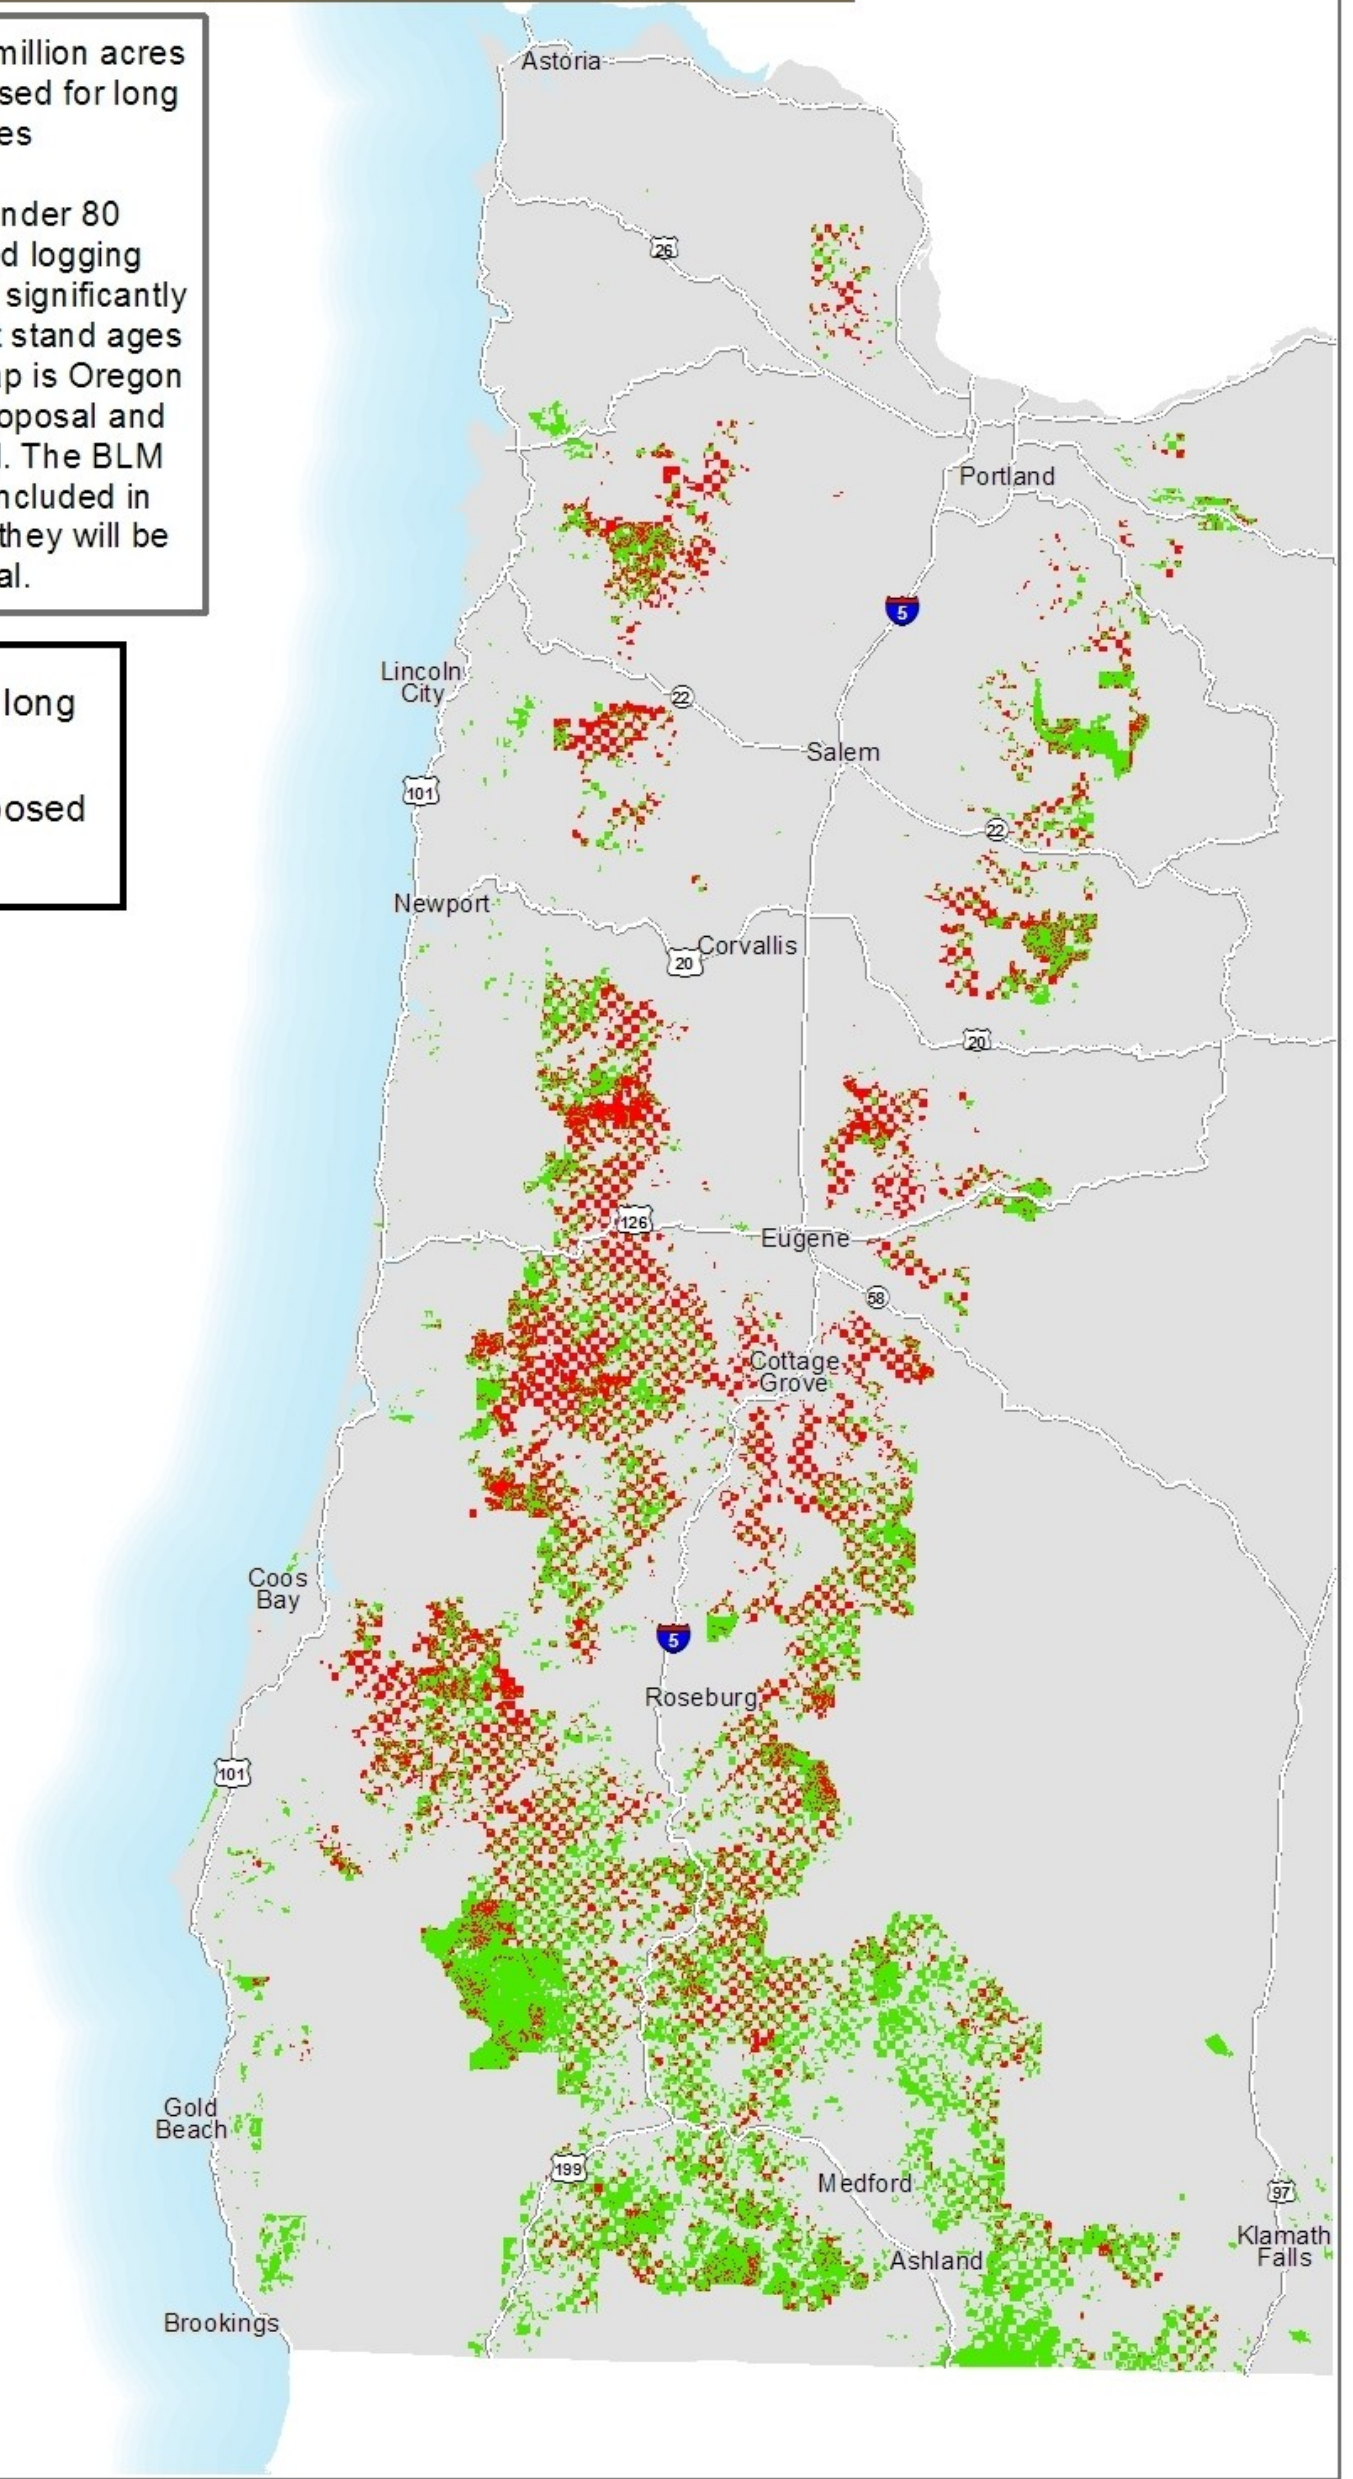 million acres
sed for long
es
nder 80
d logging
significantly
t stand ages
ap is Oregon
oposal and
l. The BLM
ncluded in
they will be
al.
long
posed
Astoria
26
Portland
5
Lincoln
City
22
Salem
101
22
Newport
Corvallis
20
20
126
Eugene
58
Cottage
Grove
Coos
Bay
5
Roseburg
101
Gold
Beach
199
Medford
97
Klamath
Falls
Ashland
Brookings